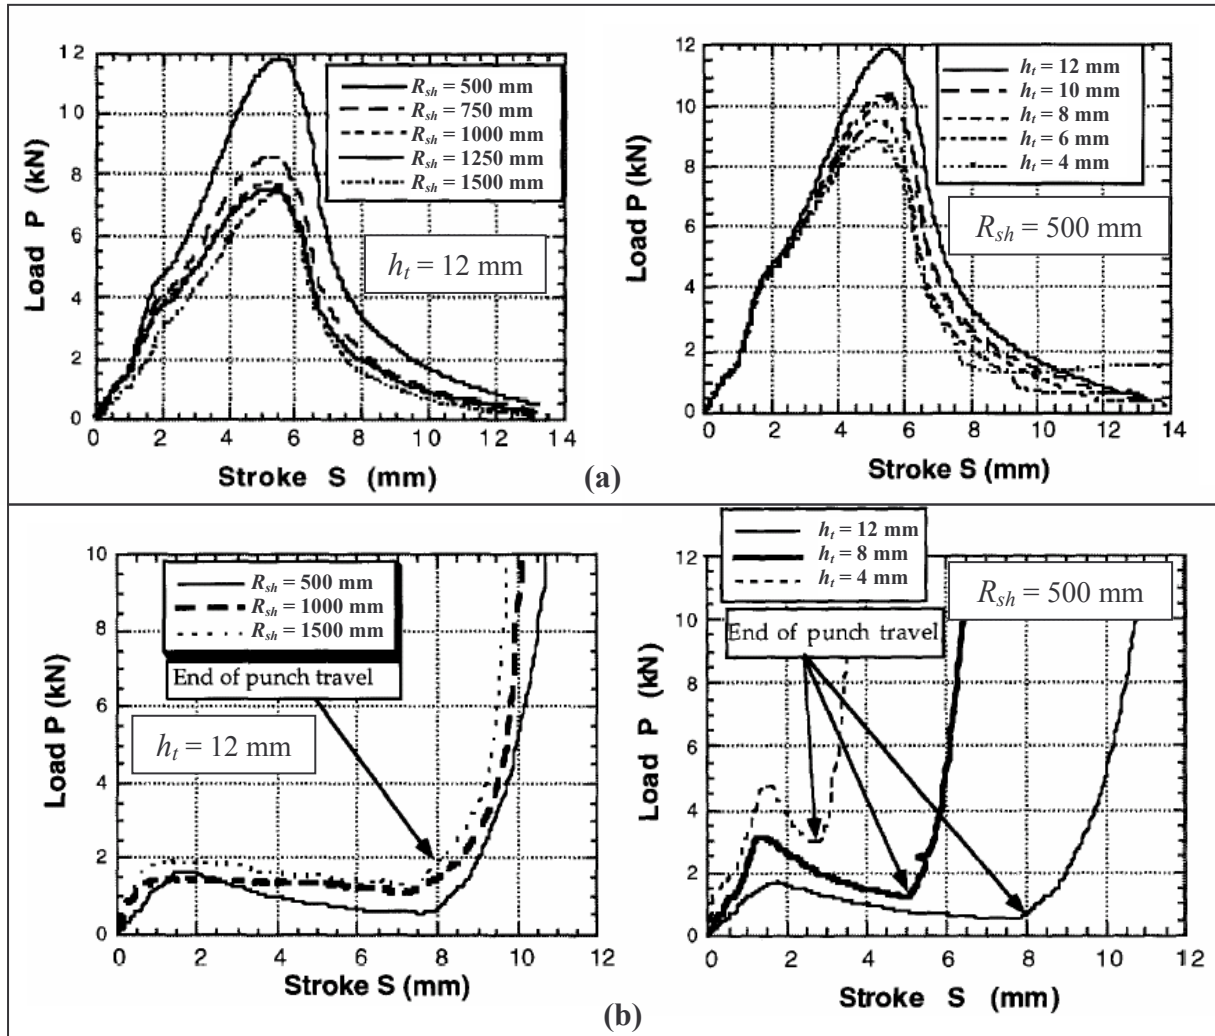 12
10
8
6
4
2
0
Load P (kN)
R_sh = 500 mm
R_sh = 750 mm
R_sh = 1000 mm
R_sh = 1250 mm
R_sh = 1500 mm
h_t = 12 mm
0 2 4 6 8 10 12 14
Stroke S (mm)
12
10
8
6
4
2
0
Load P (kN)
h_t = 12 mm
h_t = 10 mm
h_t = 8 mm
h_t = 6 mm
h_t = 4 mm
R_sh = 500 mm
0 2 4 6 8 10 12 14
Stroke S (mm)
(a)
10
8
6
4
2
0
Load P (kN)
R_sh = 500 mm
R_sh = 1000 mm
R_sh = 1500 mm
End of punch travel
h_t = 12 mm
0 2 4 6 8 10 12
Stroke S (mm)
12
10
8
6
4
2
0
Load P (kN)
h_t = 12 mm
h_t = 8 mm
h_t = 4 mm
End of punch travel
R_sh = 500 mm
0 2 4 6 8 10 12
Stroke S (mm)
(b)